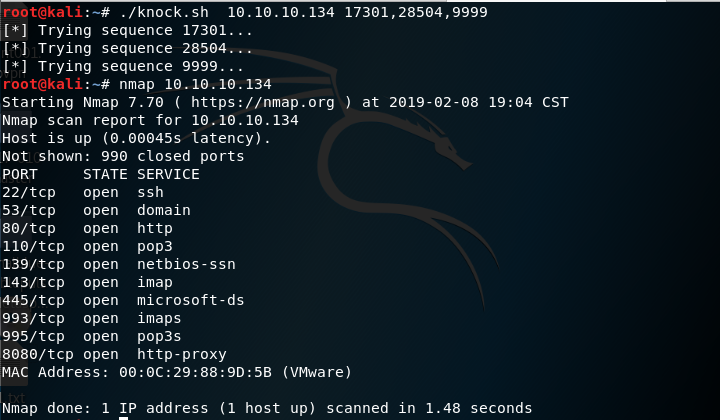 root@kali:~# ./knock.sh  10.10.10.134 17301,28504,9999
[*] Trying sequence 17301...
[*] Trying sequence 28504...
[*] Trying sequence 9999...
root@kali:~# nmap 10.10.10.134
Starting Nmap 7.70 ( https://nmap.org ) at 2019-02-08 19:04 CST
Nmap scan report for 10.10.10.134
Host is up (0.00045s latency).
Not shown: 990 closed ports
PORT     STATE SERVICE
22/tcp   open  ssh
53/tcp   open  domain
80/tcp   open  http
110/tcp  open  pop3
139/tcp  open  netbios-ssn
143/tcp  open  imap
445/tcp  open  microsoft-ds
993/tcp  open  imaps
995/tcp  open  pop3s
8080/tcp open  http-proxy
MAC Address: 00:0C:29:88:9D:5B (VMware)
Nmap done: 1 IP address (1 host up) scanned in 1.48 seconds